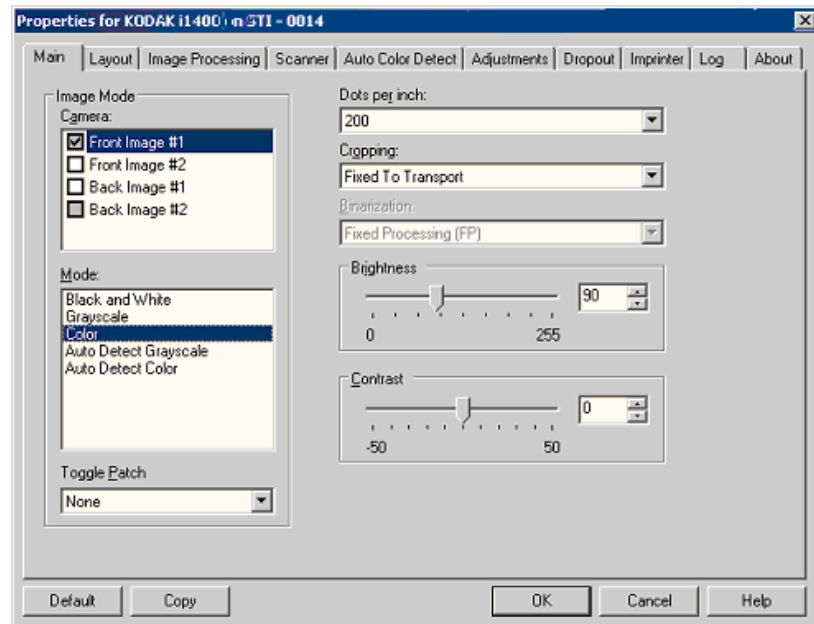 Properties for KODAK i1400 on STI - 0014
Main Layout Image Processing Scanner Auto Color Detect Adjustments Dropout Imprinter Log About
Image Mode
Camera:
Front Image #1
Front Image #2
Back Image #1
Back Image #2
Mode:
Black and White
Grayscale
Color
Auto Detect Grayscale
Auto Detect Color
Toggle Patch
None
Dots per inch:
200
Cropping:
Fixed To Transport
Binarization:
Fixed Processing (FP)
Brightness
90
0 255
Contrast
0
-50 50
Default Copy OK Cancel Help